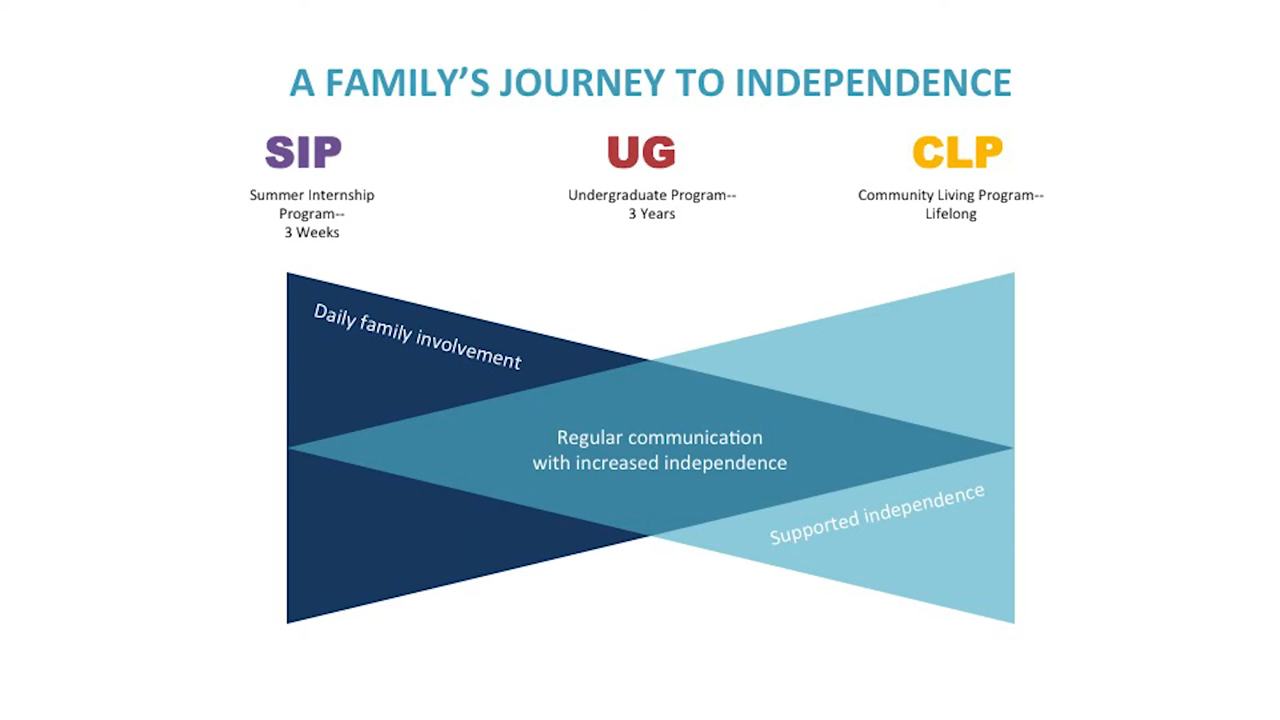 A FAMILY'S JOURNEY TO INDEPENDENCE
SIP
Summer Internship
Program--
3 Weeks
UG
Undergraduate Program--
3 Years
CLP
Community Living Program--
Lifelong
Daily family involvement
Regular communication
with increased independence
Supported independence